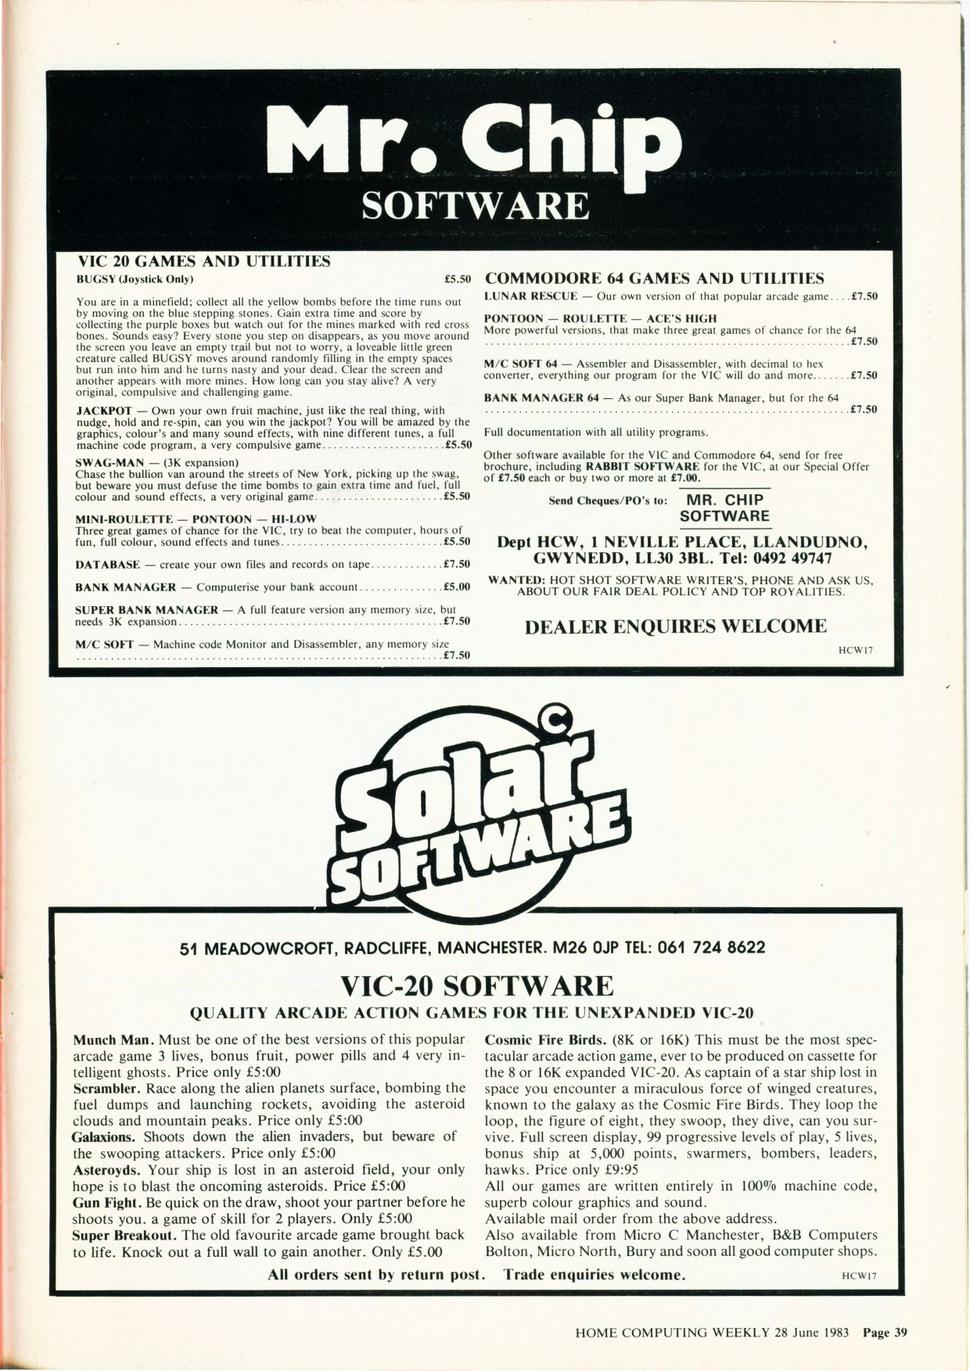 Mr. Chip
SOFTWARE
VIC 20 GAMES AND UTILITIES
BUGSY (Joystick Only) £5.50
You are in a minefield; collect all the yellow bombs before the time runs out
by moving on the blue stepping stones. Gain extra time and score by
collecting the purple boxes but watch out for the mines marked with red cross
bones. Sounds easy? Every stone you step on disappears, as you move around
the screen you leave an empty trail but not to worry, a loveable little green
creature called BUGSY moves around randomly filling in the empty spaces
but run into him and he turns nasty and your dead. Clear the screen and
another appears with more mines. How long can you stay alive? A very
original, compulsive and challenging game.
JACKPOT — Own your own fruit machine, just like the real thing, with
nudge, hold and re-spin, can you win the jackpot? You will be amazed by the
graphics, colour's and many sound effects, with nine different tunes, a full
machine code program, a very compulsive game.....................£5.50
SWAG-MAN — (3K expansion)
Chase the bullion van around the streets of New York, picking up the swag,
but beware you must defuse the time bombs to gain extra time and fuel, full
colour and sound effects, a very original game......................£5.50
MINI-ROULETTE — PONTOON — HI-LOW
Three great games of chance for the VIC, try to beat the computer, hours of
fun, full colour, sound effects and tunes............................£5.50
DATABASE — create your own files and records on tape............£7.50
BANK MANAGER — Computerise your bank account..............£5.00
SUPER BANK MANAGER — A full feature version any memory size, but
needs 3K expansion.............................................£7.50
M/C SOFT — Machine code Monitor and Disassembler, any memory size
...............................................................£7.50
COMMODORE 64 GAMES AND UTILITIES
LUNAR RESCUE — Our own version of that popular arcade game....£7.50
PONTOON — ROULETTE — ACE'S HIGH
More powerful versions, that make three great games of chance for the 64
...............................................................£7.50
M/C SOFT 64 — Assembler and Disassembler, with decimal to hex
converter, everything our program for the VIC will do and more.......£7.50
BANK MANAGER 64 — As our Super Bank Manager, but for the 64
...............................................................£7.50
Full documentation with all utility programs.
Other software available for the VIC and Commodore 64, send for free
brochure, including RABBIT SOFTWARE for the VIC, at our Special Offer
of £7.50 each or buy two or more at £7.00.
Send Cheques/PO's to: MR. CHIP
SOFTWARE
Dept HCW, 1 NEVILLE PLACE, LLANDUDNO,
GWYNEDD, LL30 3BL. Tel: 0492 49747
WANTED: HOT SHOT SOFTWARE WRITER'S, PHONE AND ASK US,
ABOUT OUR FAIR DEAL POLICY AND TOP ROYALITIES.
DEALER ENQUIRES WELCOME
HCW17
Solar ©
SOFTWARE
51 MEADOWCROFT, RADCLIFFE, MANCHESTER. M26 0JP TEL: 061 724 8622
VIC-20 SOFTWARE
QUALITY ARCADE ACTION GAMES FOR THE UNEXPANDED VIC-20
Munch Man. Must be one of the best versions of this popular
arcade game 3 lives, bonus fruit, power pills and 4 very in-
telligent ghosts. Price only £5:00
Scrambler. Race along the alien planets surface, bombing the
fuel dumps and launching rockets, avoiding the asteroid
clouds and mountain peaks. Price only £5:00
Galaxions. Shoots down the alien invaders, but beware of
the swooping attackers. Price only £5:00
Asteroyds. Your ship is lost in an asteroid field, your only
hope is to blast the oncoming asteroids. Price £5:00
Gun Fight. Be quick on the draw, shoot your partner before he
shoots you. a game of skill for 2 players. Only £5:00
Super Breakout. The old favourite arcade game brought back
to life. Knock out a full wall to gain another. Only £5.00
Cosmic Fire Birds. (8K or 16K) This must be the most spec-
tacular arcade action game, ever to be produced on cassette for
the 8 or 16K expanded VIC-20. As captain of a star ship lost in
space you encounter a miraculous force of winged creatures,
known to the galaxy as the Cosmic Fire Birds. They loop the
loop, the figure of eight, they swoop, they dive, can you sur-
vive. Full screen display, 99 progressive levels of play, 5 lives,
bonus ship at 5,000 points, swarmers, bombers, leaders,
hawks. Price only £9:95
All our games are written entirely in 100% machine code,
superb colour graphics and sound.
Available mail order from the above address.
Also available from Micro C Manchester, B&B Computers
Bolton, Micro North, Bury and soon all good computer shops.
All orders sent by return post. Trade enquiries welcome. HCW17
HOME COMPUTING WEEKLY 28 June 1983 Page 39